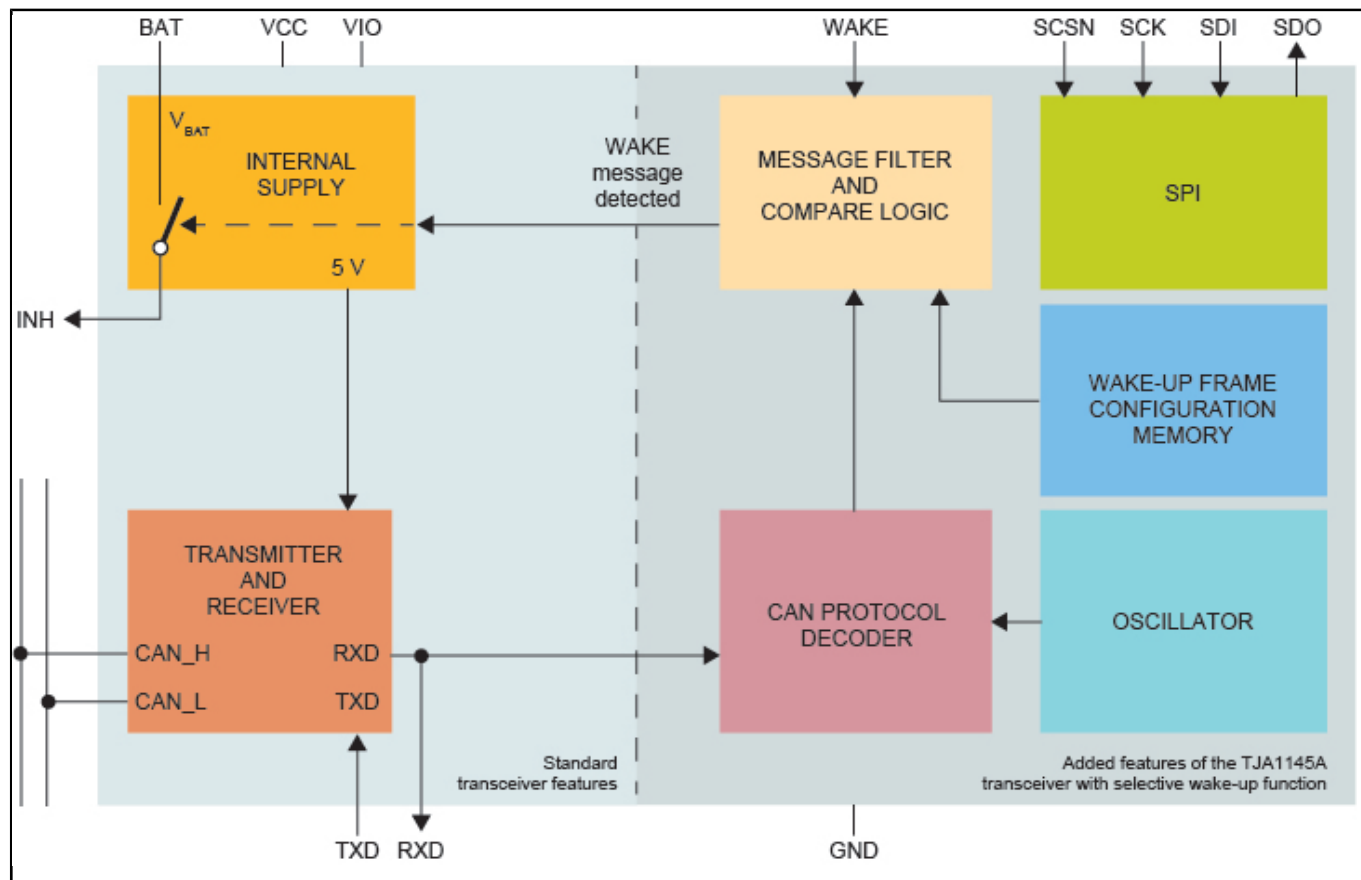 BAT VCC VIO WAKE SCSN SCK SDI SDO
VBAT
INTERNAL
SUPPLY
5 V
INH
WAKE
message
detected
MESSAGE FILTER
AND
COMPARE LOGIC
SPI
WAKE-UP FRAME
CONFIGURATION
MEMORY
TRANSMITTER
AND
RECEIVER
CAN_H RXD
CAN_L TXD
CAN PROTOCOL
DECODER
OSCILLATOR
Standard
transceiver features
Added features of the TJA1145A
transceiver with selective wake-up function
TXD RXD GND